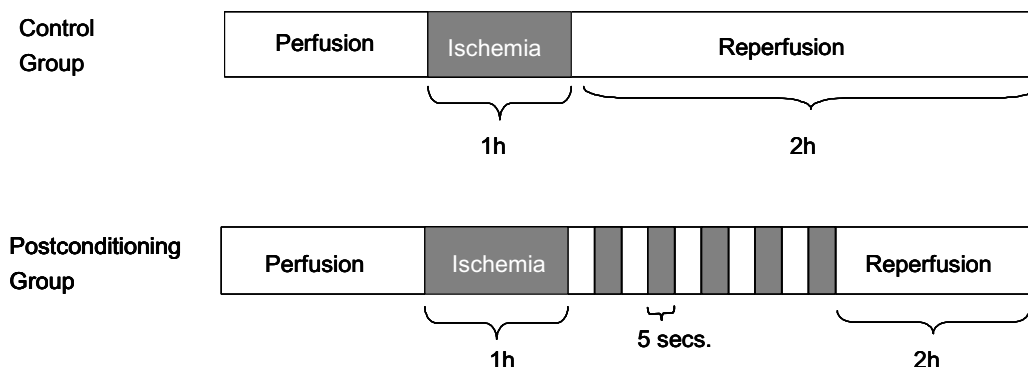 Control
Group
Perfusion
Ischemia
Reperfusion
1h
2h
Postconditioning
Group
Perfusion
Ischemia
Reperfusion
5 secs.
1h
2h